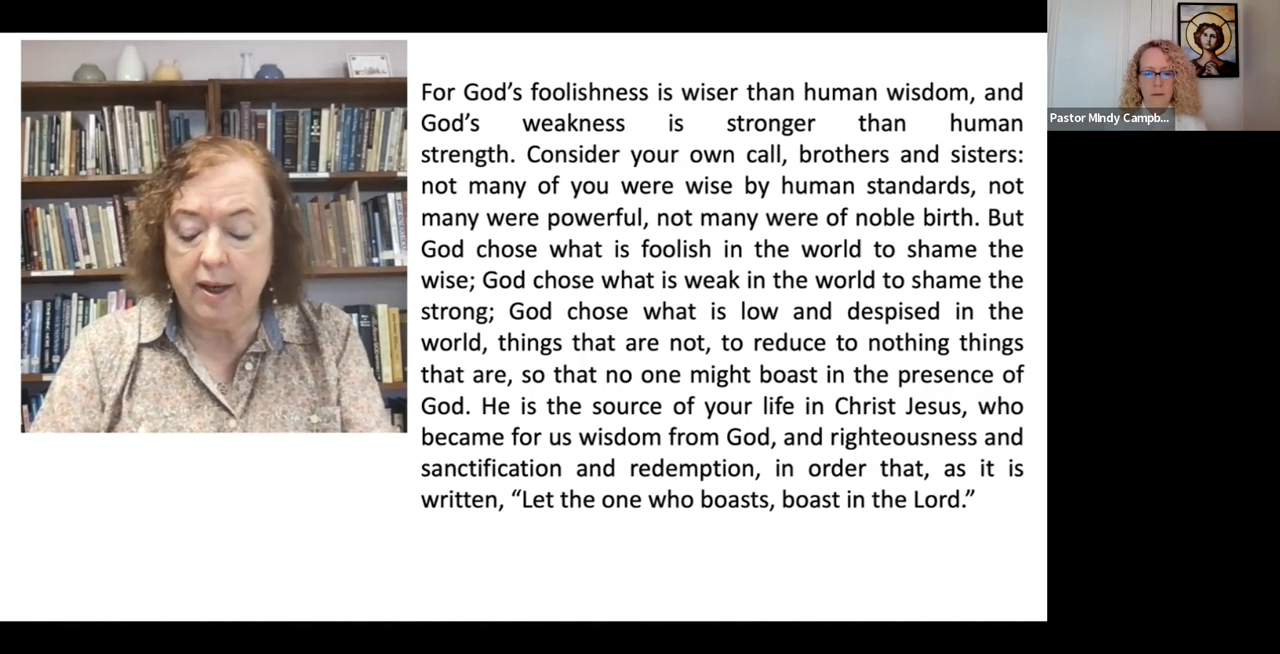 For God’s foolishness is wiser than human wisdom, and
God’s weakness is stronger than human
strength. Consider your own call, brothers and sisters:
not many of you were wise by human standards, not
many were powerful, not many were of noble birth. But
God chose what is foolish in the world to shame the
wise; God chose what is weak in the world to shame the
strong; God chose what is low and despised in the
world, things that are not, to reduce to nothing things
that are, so that no one might boast in the presence of
God. He is the source of your life in Christ Jesus, who
became for us wisdom from God, and righteousness and
sanctification and redemption, in order that, as it is
written, “Let the one who boasts, boast in the Lord.”
Pastor Mindy Campb...